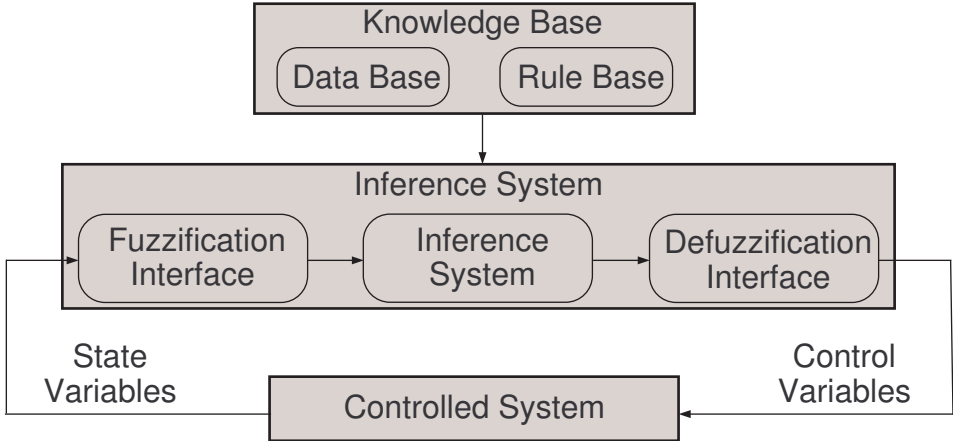 Knowledge Base
Data Base
Rule Base
Inference System
Fuzzification
Interface
Inference
System
Defuzzification
Interface
State
Variables
Control
Variables
Controlled System